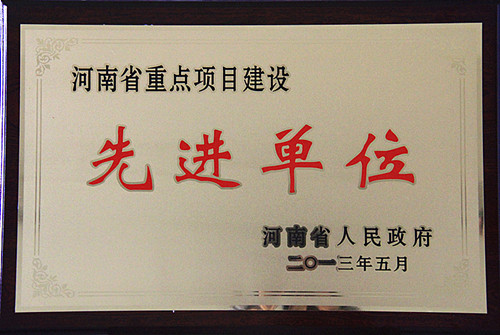 河南省重点项目建设
先进单位
河南省人民政府
二〇一三年五月